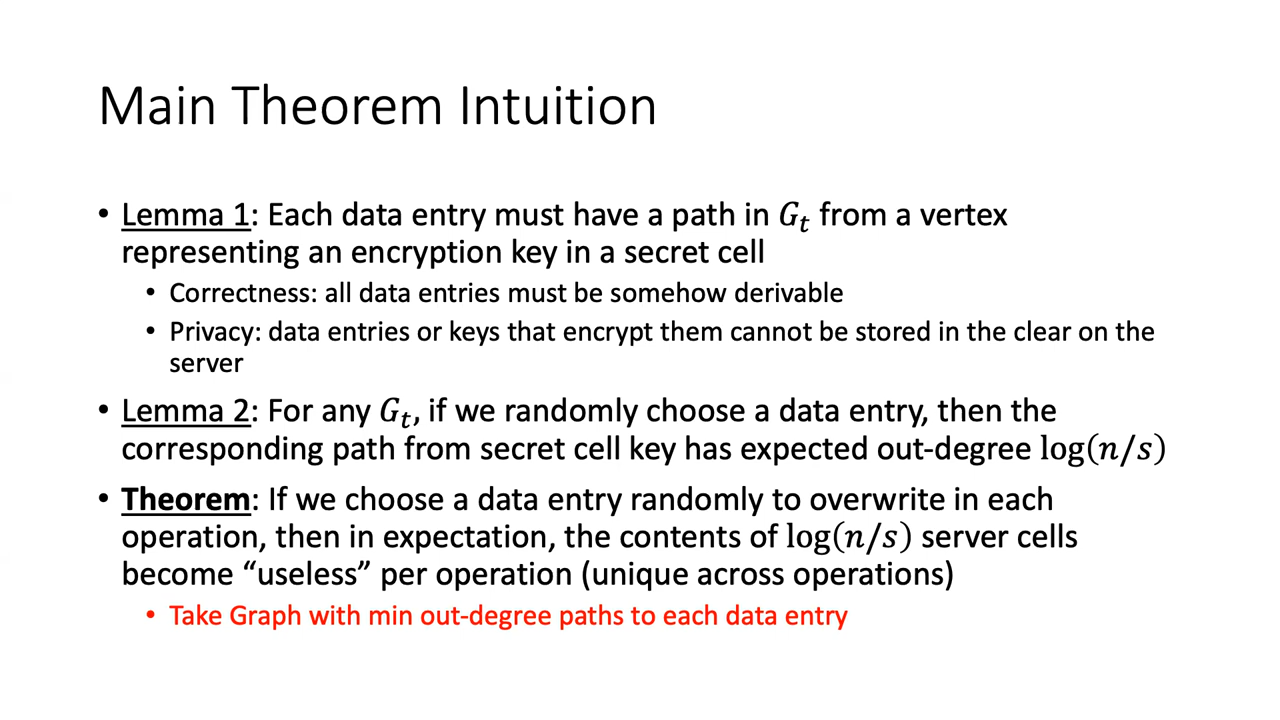 Main Theorem Intuition
• Lemma 1: Each data entry must have a path in 𝐺ₜ from a vertex
representing an encryption key in a secret cell
• Correctness: all data entries must be somehow derivable
• Privacy: data entries or keys that encrypt them cannot be stored in the clear on the
server
• Lemma 2: For any 𝐺ₜ, if we randomly choose a data entry, then the
corresponding path from secret cell key has expected out-degree log(𝑛/𝑠)
• Theorem: If we choose a data entry randomly to overwrite in each
operation, then in expectation, the contents of log(𝑛/𝑠) server cells
become “useless” per operation (unique across operations)
• Take Graph with min out-degree paths to each data entry